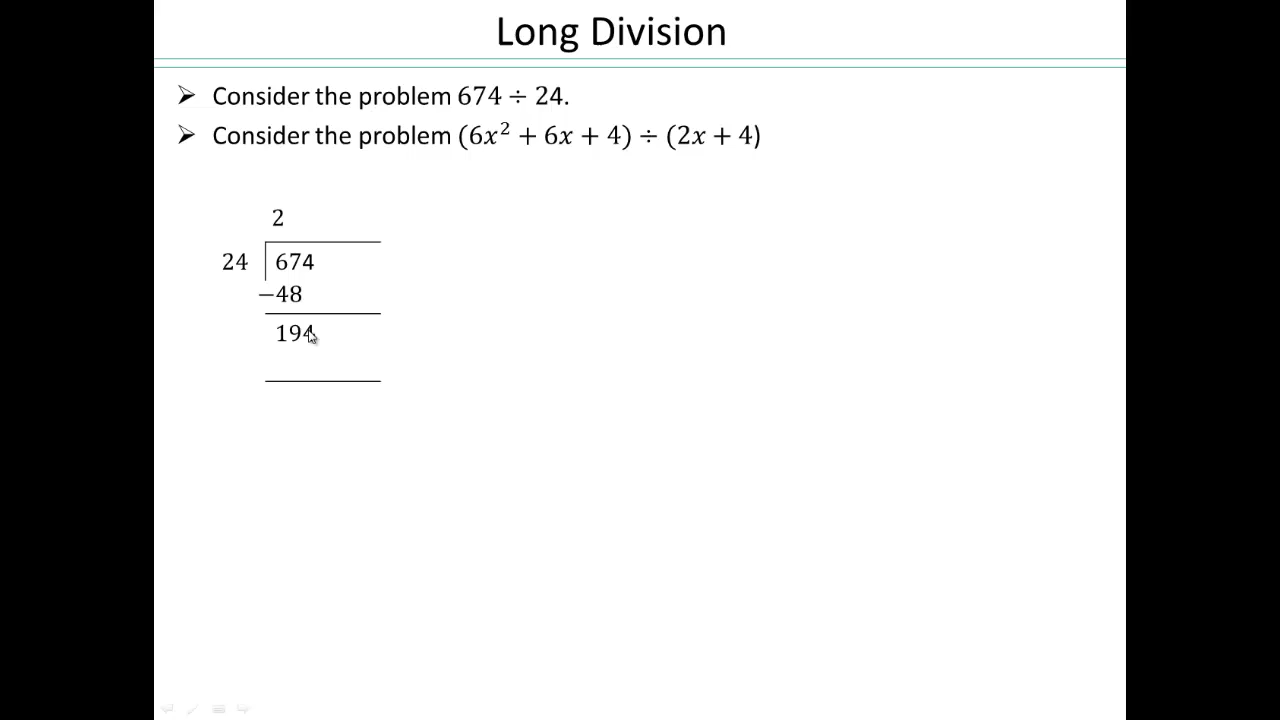 Long Division
➢ Consider the problem 674 ÷ 24.
➢ Consider the problem (6x² + 6x + 4) ÷ (2x + 4)
2
24 674
−48
194